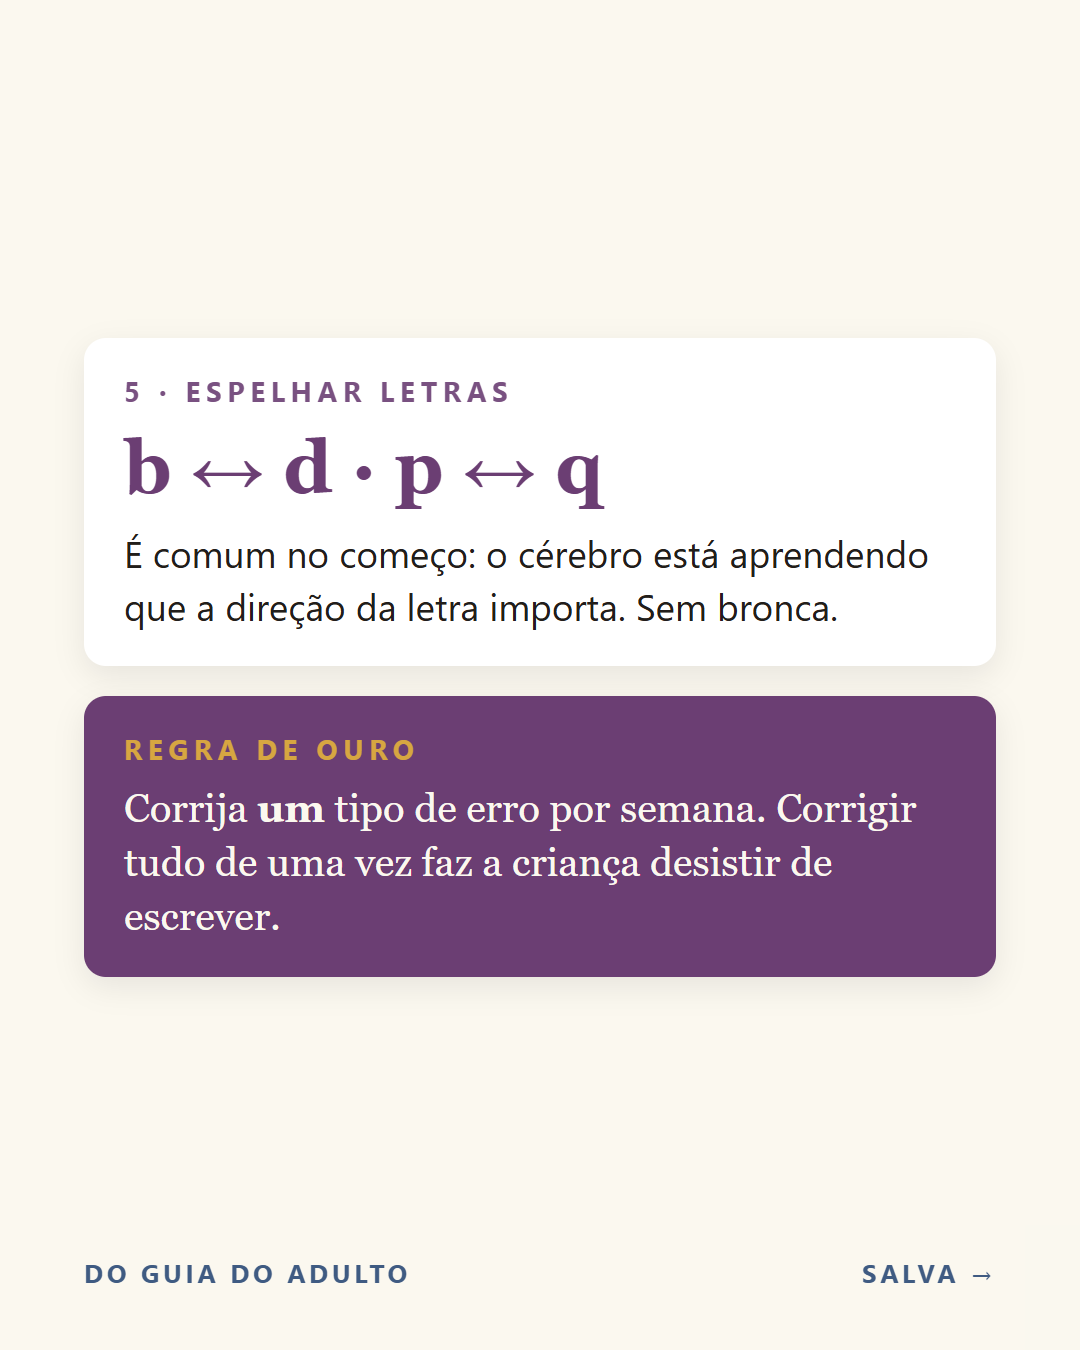 5 · ESPELHAR LETRAS
b ↔ d · p ↔ q
É comum no começo: o cérebro está aprendendo
que a direção da letra importa. Sem bronca.
REGRA DE OURO
Corrija um tipo de erro por semana. Corrigir
tudo de uma vez faz a criança desistir de
escrever.
DO GUIA DO ADULTO
SALVA →